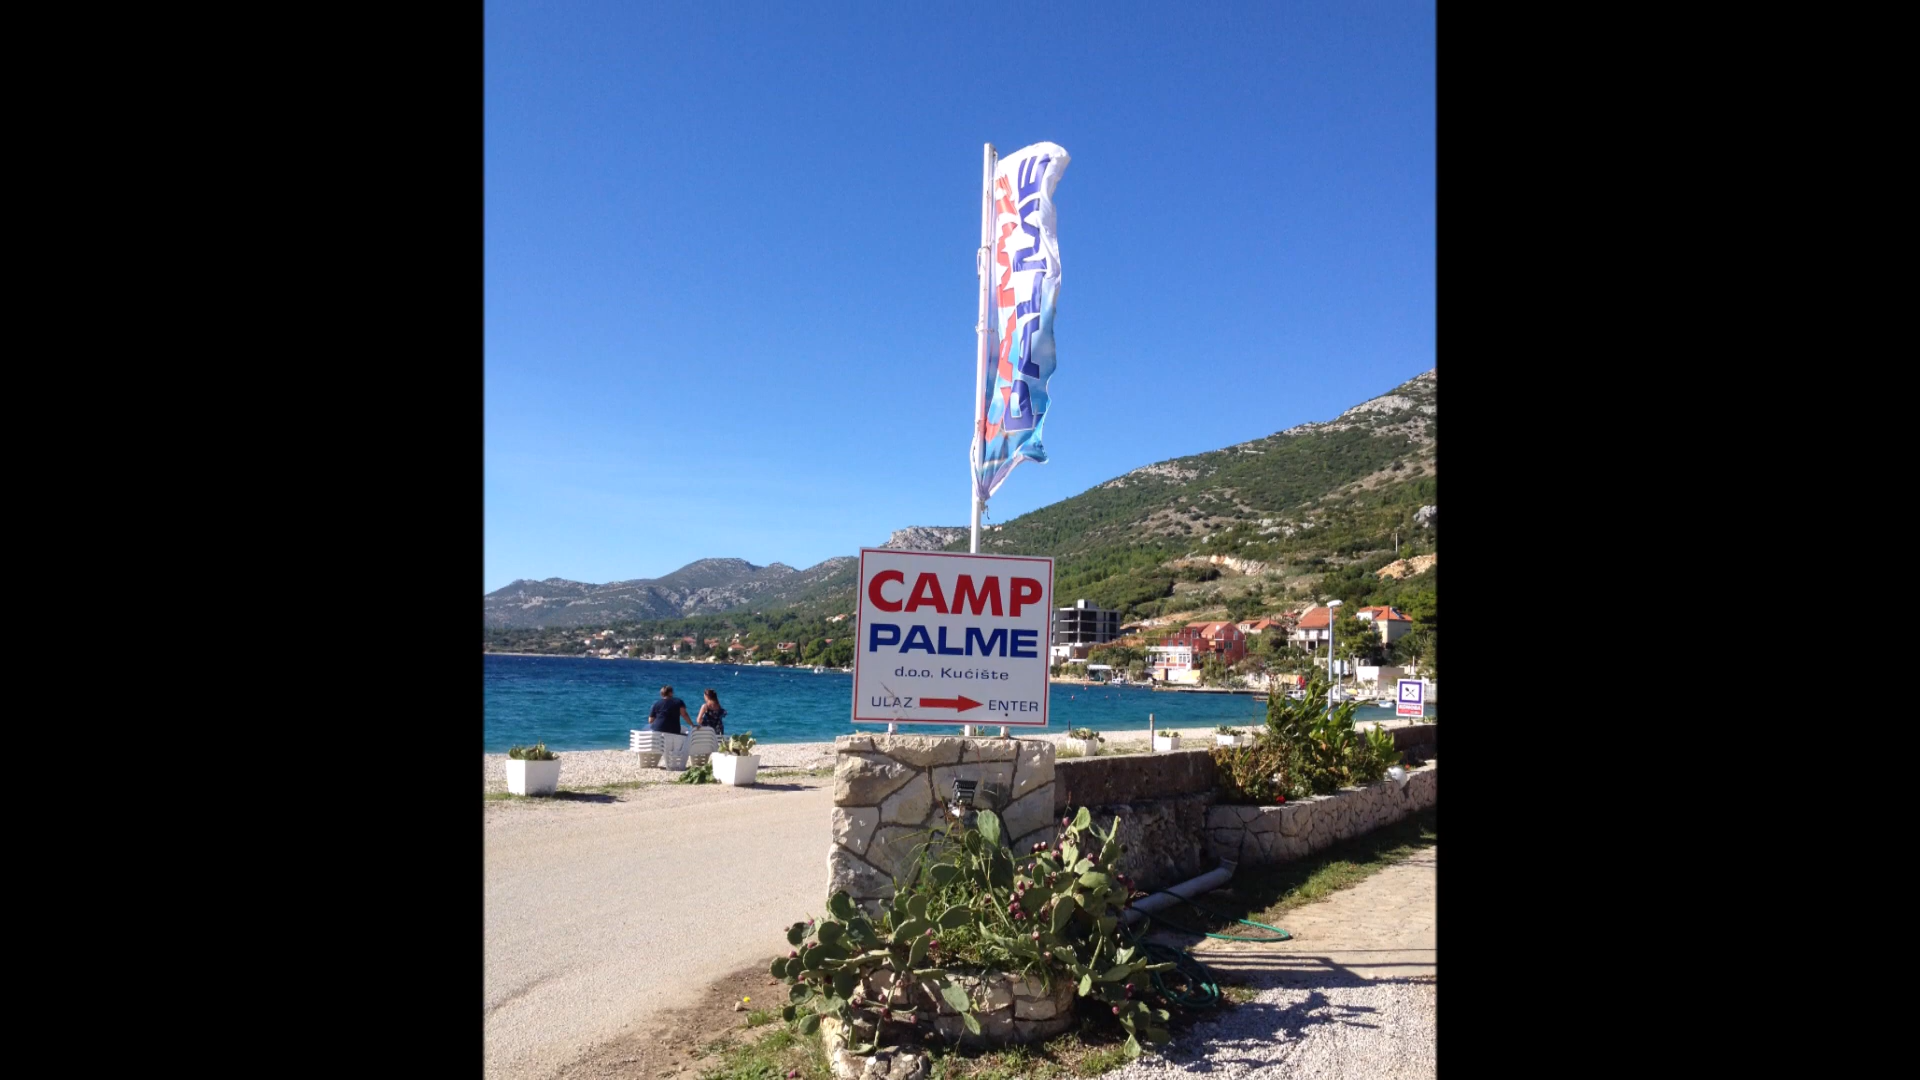 CAMP
PALME
CAMP
PALME
d.o.o. Kućište
ULAZ ENTER